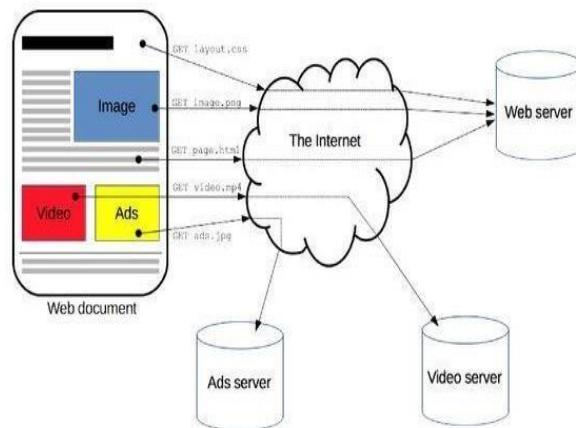 GET layout.css
Image
GET image.png
The Internet
Web server
GET page.html
Video
Ads
GET video.mp4
GET ads.jpg
Web document
Ads server
Video server